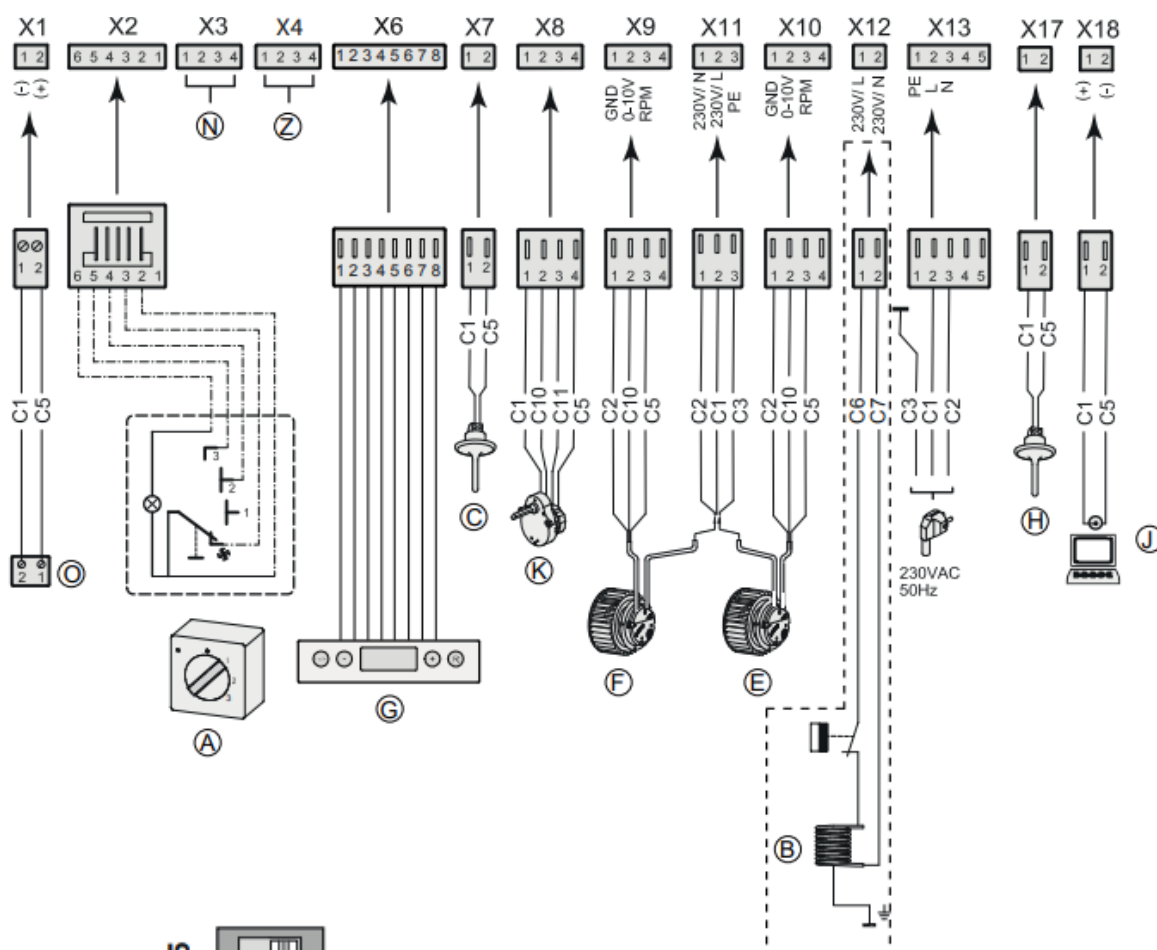 X1 X2 X3 X4 X6 X7 X8 X9 X11 X10 X12 X13 X17 X18
1 2 6 5 4 3 2 1 1 2 3 4 1 2 3 4 1 2 3 4 5 6 7 8 1 2 1 2 3 4 1 2 3 4 1 2 3 1 2 3 4 1 2 1 2 3 4 5 1 2 1 2
(-) (+)
N
Z
GND
0-10V
RPM
230V/ N
230V/ L
PE
GND
0-10V
RPM
230V/ L
230V/ N
PE
L
N
(+) (-)
1 2
6 5 4 3 2 1
1 2 3 4 5 6 7 8
1 2
1 2 3 4
1 2 3 4
1 2 3
1 2 3 4
1 2
1 2 3 4 5
1 2
1 2
C1 C5
C1 C5
C1 C5
C1 C10 C11 C5
C2 C10 C5
C2 C1 C3
C2 C10 C5
C6 C7
C3 C1 C2
C1 C5
3
2
1
2 1
O
C
K
H
J
230VAC
50Hz
F
E
G
A
1
2
3
B